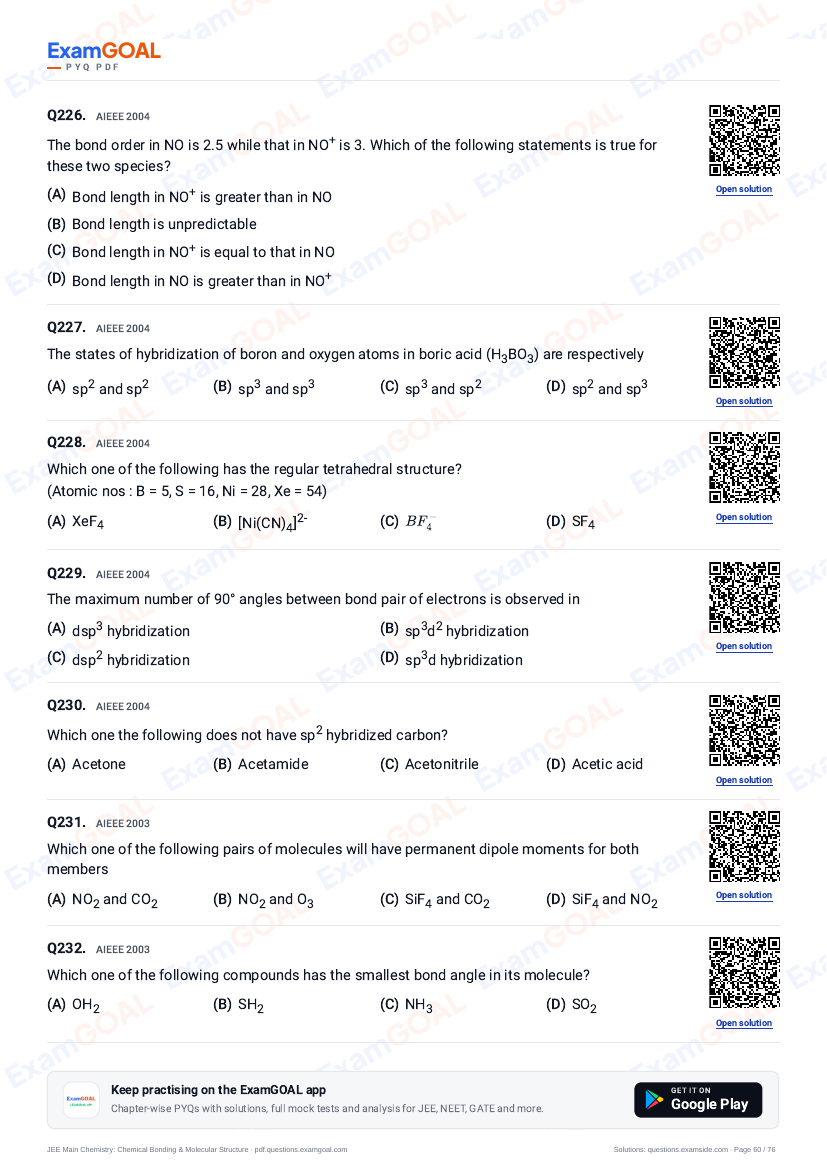 ExamGOAL
PYQ PDF
Q226. AIEEE 2004
The bond order in NO is 2.5 while that in NO⁺ is 3. Which of the following statements is true for
these two species?
(A) Bond length in NO⁺ is greater than in NO
(B) Bond length is unpredictable
(C) Bond length in NO⁺ is equal to that in NO
(D) Bond length in NO is greater than in NO⁺
Open solution
Q227. AIEEE 2004
The states of hybridization of boron and oxygen atoms in boric acid (H₃BO₃) are respectively
(A) sp² and sp² (B) sp³ and sp³ (C) sp³ and sp² (D) sp² and sp³
Open solution
Q228. AIEEE 2004
Which one of the following has the regular tetrahedral structure?
(Atomic nos : B = 5, S = 16, Ni = 28, Xe = 54)
(A) XeF₄ (B) [Ni(CN)₄]²⁻ (C) BF₄⁻ (D) SF₄
Open solution
Q229. AIEEE 2004
The maximum number of 90° angles between bond pair of electrons is observed in
(A) dsp³ hybridization (B) sp³d² hybridization
(C) dsp² hybridization (D) sp³d hybridization
Open solution
Q230. AIEEE 2004
Which one the following does not have sp² hybridized carbon?
(A) Acetone (B) Acetamide (C) Acetonitrile (D) Acetic acid
Open solution
Q231. AIEEE 2003
Which one of the following pairs of molecules will have permanent dipole moments for both
members
(A) NO₂ and CO₂ (B) NO₂ and O₃ (C) SiF₄ and CO₂ (D) SiF₄ and NO₂
Open solution
Q232. AIEEE 2003
Which one of the following compounds has the smallest bond angle in its molecule?
(A) OH₂ (B) SH₂ (C) NH₃ (D) SO₂
Open solution
ExamGOAL
Keep practising on the ExamGOAL app
Chapter-wise PYQs with solutions, full mock tests and analysis for JEE, NEET, GATE and more.
GET IT ON
Google Play
JEE Main Chemistry: Chemical Bonding & Molecular Structure · pdf.questions.examgoal.com
Solutions: questions.examside.com · Page 60 / 76